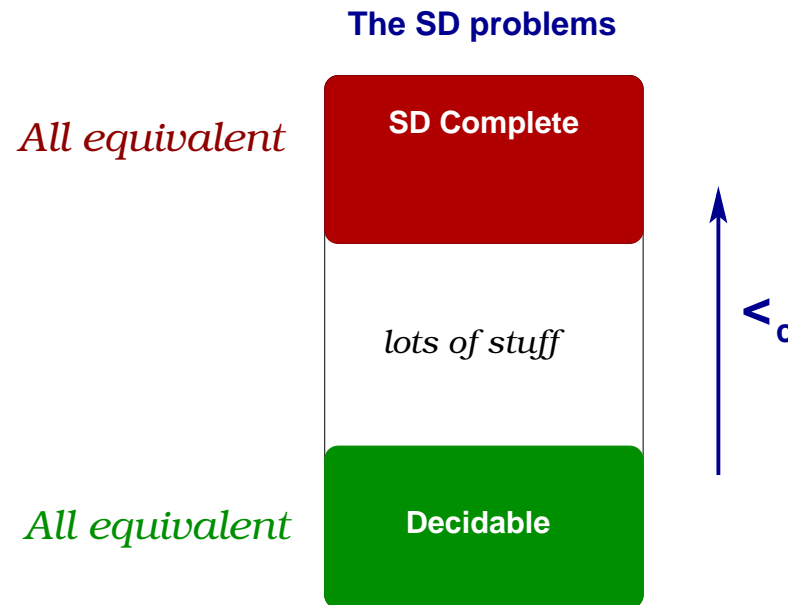 The SD problems
All equivalent
SD Complete
lots of stuff
<
All equivalent
Decidable